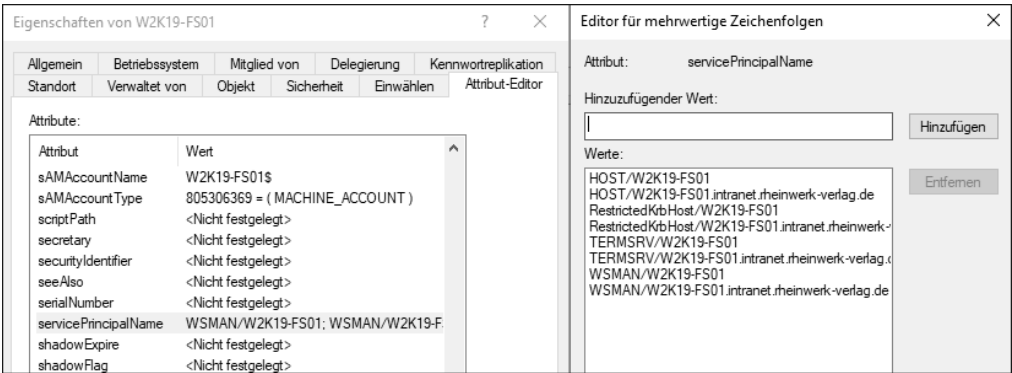 Eigenschaften von W2K19-FS01
Allgemein Betriebssystem Mitglied von Delegierung Kennwortreplikation
Standort Verwaltet von Objekt Sicherheit Einwählen Attribut-Editor
Attribute:
Attribut Wert
sAMAccountName W2K19-FS01$
sAMAccountType 805306369 = ( MACHINE_ACCOUNT )
scriptPath <Nicht festgelegt>
secretary <Nicht festgelegt>
securityIdentifier <Nicht festgelegt>
seeAlso <Nicht festgelegt>
serialNumber <Nicht festgelegt>
servicePrincipalName WSMAN/W2K19-FS01; WSMAN/W2K19-F
shadowExpire <Nicht festgelegt>
shadowFlag <Nicht festgelegt>
Editor für mehrwertige Zeichenfolgen
Attribut: servicePrincipalName
Hinzuzufügender Wert:
Hinzufügen
Werte:
Entfernen
HOST/W2K19-FS01
HOST/W2K19-FS01.intranet.rheinwerk-verlag.de
RestrictedKrbHost/W2K19-FS01
RestrictedKrbHost/W2K19-FS01.intranet.rheinwerk-
TERMSRV/W2K19-FS01
TERMSRV/W2K19-FS01.intranet.rheinwerk-verlag.
WSMAN/W2K19-FS01
WSMAN/W2K19-FS01.intranet.rheinwerk-verlag.de